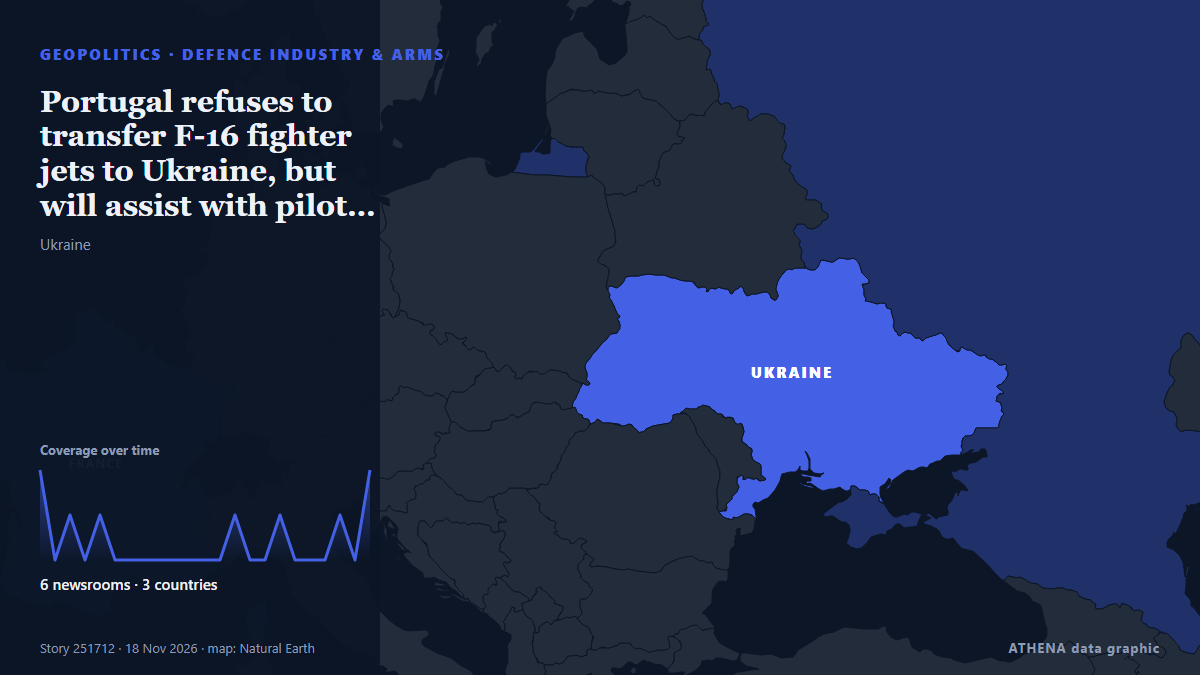 GEOPOLITICS · DEFENCE INDUSTRY & ARMS
Portugal refuses to
transfer F-16 fighter
jets to Ukraine, but
will assist with pilot...
Ukraine
UKRAINE
Coverage over time
FRANCE
6 newsrooms · 3 countries
Story 251712 · 18 Nov 2026 · map: Natural Earth
ATHENA data graphic